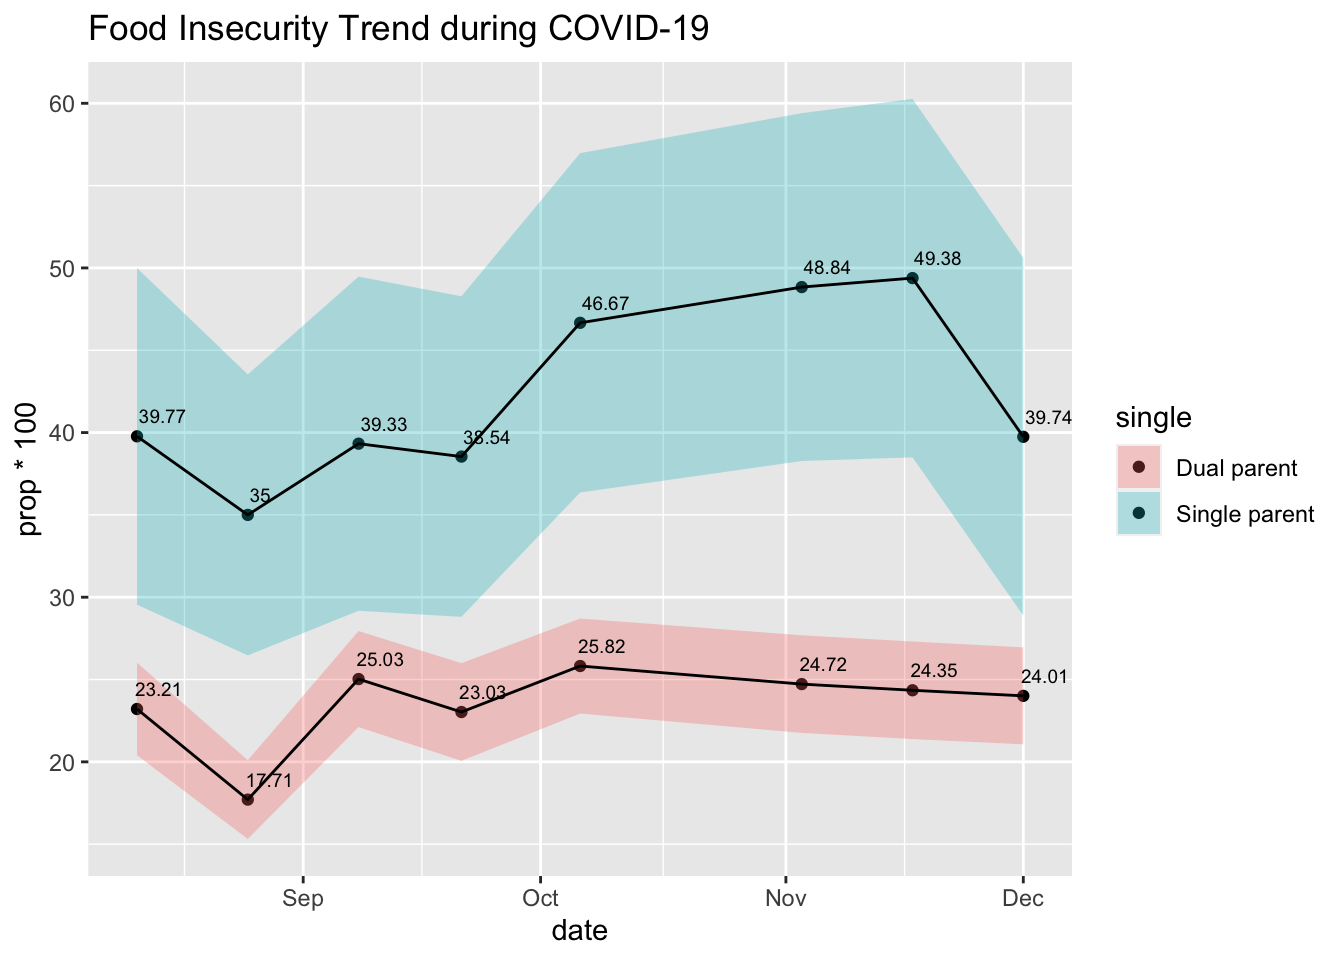 Food Insecurity Trend during COVID-19
60
50
40
30
20
prop * 100
39.77
35
39.33
38.54
46.67
48.84
49.38
39.74
23.21
17.71
25.03
23.03
25.82
24.72
24.35
24.01
Sep
Oct
Nov
Dec
date
single
Dual parent
Single parent